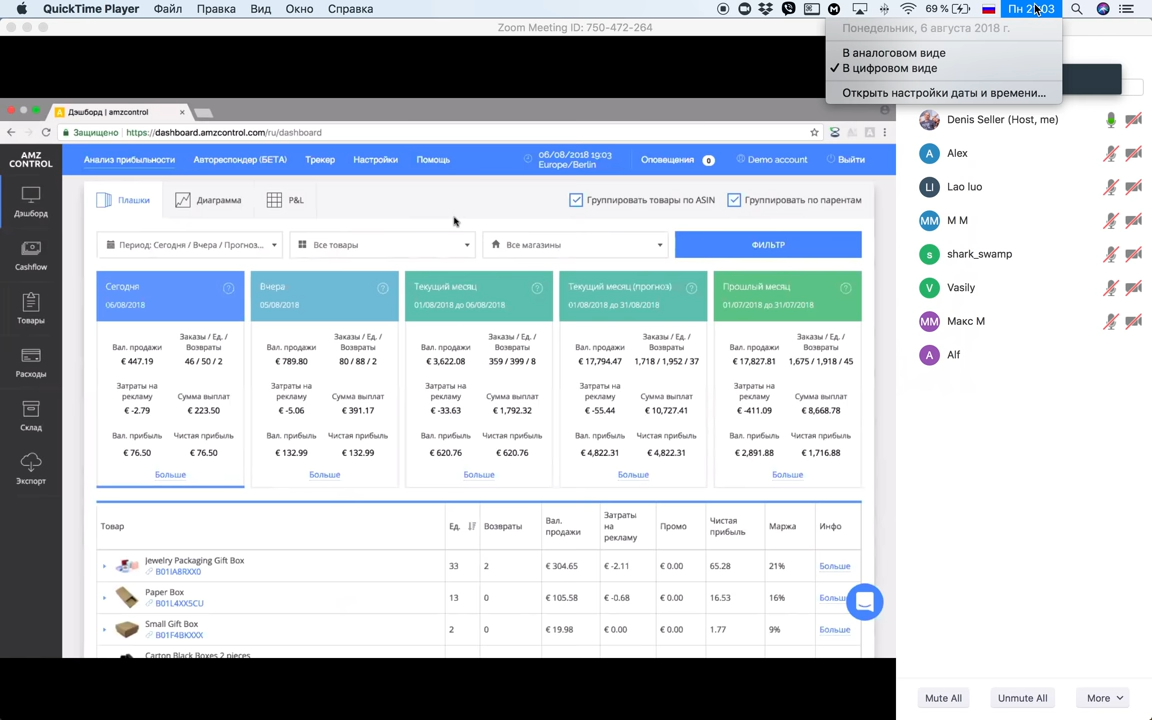 QuickTime Player Файл Правка Вид Окно Справка 69 %
Zoom Meeting ID: 750-472-264
Понедельник, 6 августа 2018 г.
В аналоговом виде
✓ В цифровом виде
Открыть настройки даты и времени...
Дэшборд | amzcontrol
Защищено https://dashboard.amzcontrol.com/ru/dashboard
AMZ
CONTROL
Анализ прибыльности Автореспондер (БЕТА) Трекер Настройки Помощь
06/08/2018 19:03
Europe/Berlin
Оповещения 0 Demo account Выйти
Дэшборд
Cashflow
Товары
Расходы
Склад
Экспорт
Плашки Диаграмма P&L Группировать товары по ASIN Группировать по парентам
Период: Сегодня / Вчера / Прогноз... Все товары Все магазины ФИЛЬТР
Сегодня
06/08/2018
Вал. продажи
Заказы / Ед. /
Возвраты
€ 447.19 46 / 50 / 2
Затраты на
рекламу
Сумма выплат
€ -2.79 € 223.50
Вал. прибыль Чистая прибыль
€ 76.50 € 76.50
Больше
Вчера
05/08/2018
Вал. продажи
Заказы / Ед. /
Возвраты
€ 789.80 80 / 88 / 2
Затраты на
рекламу
Сумма выплат
€ -5.06 € 391.17
Вал. прибыль Чистая прибыль
€ 132.99 € 132.99
Больше
Текущий месяц
01/08/2018 до 06/08/2018
Вал. продажи
Заказы / Ед. /
Возвраты
€ 3,622.08 359 / 399 / 8
Затраты на
рекламу
Сумма выплат
€ -33.63 € 1,792.32
Вал. прибыль Чистая прибыль
€ 620.76 € 620.76
Больше
Текущий месяц (прогноз)
01/08/2018 до 31/08/2018
Вал. продажи
Заказы / Ед. /
Возвраты
€ 17,794.47 1,718 / 1,952 / 37
Затраты на
рекламу
Сумма выплат
€ -55.44 € 10,727.41
Вал. прибыль Чистая прибыль
€ 4,822.31 € 4,822.31
Больше
Прошлый месяц
01/07/2018 до 31/07/2018
Вал. продажи
Заказы / Ед. /
Возвраты
€ 17,827.81 1,675 / 1,918 / 45
Затраты на
рекламу
Сумма выплат
€ -411.09 € 8,668.78
Вал. прибыль Чистая прибыль
€ 2,891.88 € 1,716.88
Больше
Товар Ед. Возвраты Вал. продажи Затраты на рекламу Промо Чистая прибыль Маржа Инфо
Jewelry Packaging Gift Box 33 2 € 304.65 € -2.11 € 0.00 65.28 21% Больше
B01IA8RXX0
Paper Box 13 0 € 105.58 € -0.68 € 0.00 16.53 16%
B01L4XX5CU
Small Gift Box 2 0 € 19.98 € 0.00 € 0.00 1.77 9% Больше
B01F4BKXXX
Carton Black Boxes 2 pieces
Denis Seller (Host, me)
A Alex
Ll Lao luo
MM M M
s shark_swamp
V Vasily
MM Макс М
A Alf
Mute All Unmute All More